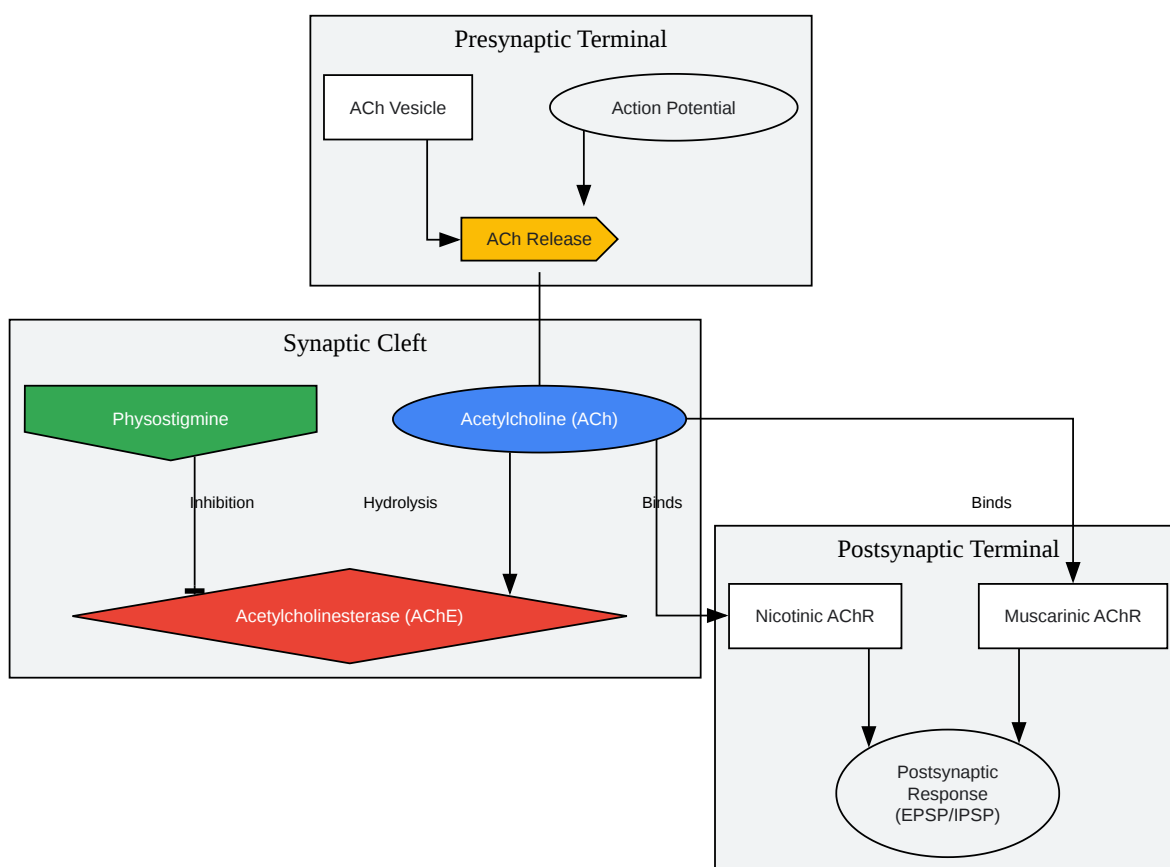 Presynaptic Terminal
ACh Vesicle
Action Potential
ACh Release
Synaptic Cleft
Physostigmine
Acetylcholine (ACh)
Inhibition
Hydrolysis
Binds
Binds
Acetylcholinesterase (AChE)
Postsynaptic Terminal
Nicotinic AChR
Muscarinic AChR
Postsynaptic
Response
(EPSP/IPSP)